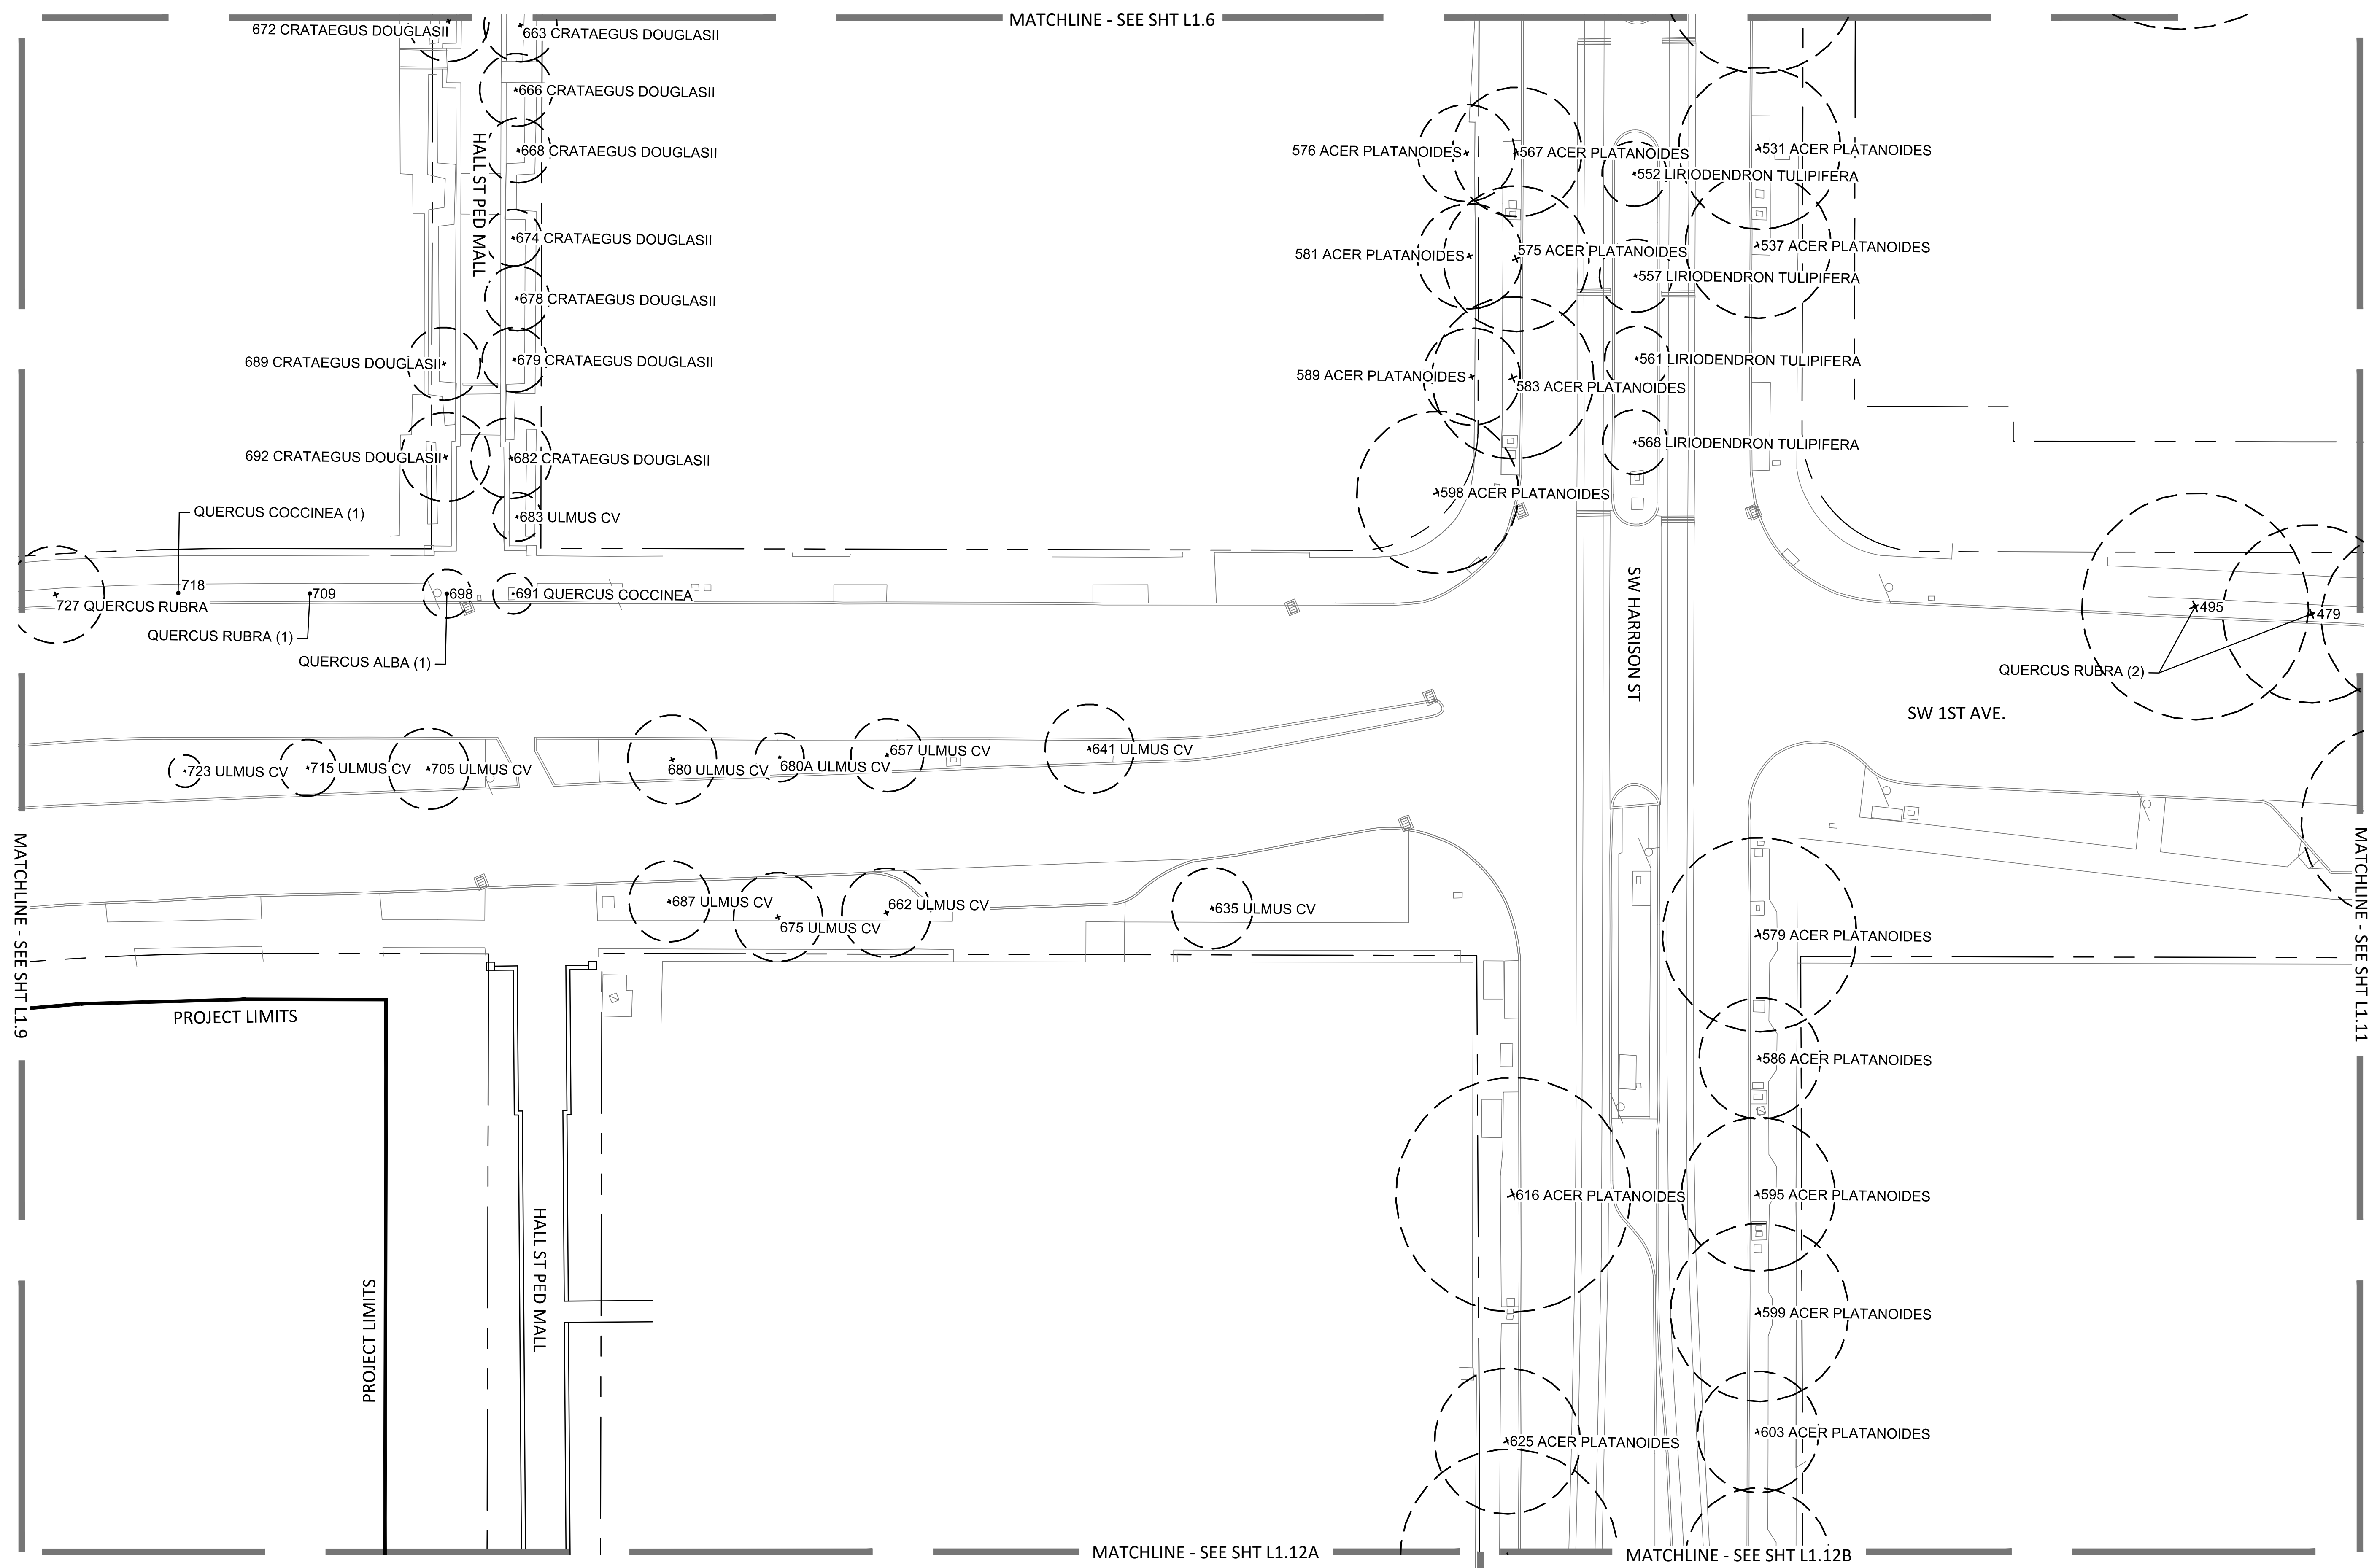 MATCHLINE - SEE SHT L1.6
672 CRATAEGUS DOUGLASII
663 CRATAEGUS DOUGLASII
666 CRATAEGUS DOUGLASII
668 CRATAEGUS DOUGLASII
HALL ST PED MALL
674 CRATAEGUS DOUGLASII
678 CRATAEGUS DOUGLASII
689 CRATAEGUS DOUGLASII
679 CRATAEGUS DOUGLASII
692 CRATAEGUS DOUGLASII
682 CRATAEGUS DOUGLASII
683 ULMUS CV
576 ACER PLATANOIDES
567 ACER PLATANOIDES
531 ACER PLATANOIDES
552 LIRIODENDRON TULIPIFERA
581 ACER PLATANOIDES
575 ACER PLATANOIDES
537 ACER PLATANOIDES
557 LIRIODENDRON TULIPIFERA
561 LIRIODENDRON TULIPIFERA
589 ACER PLATANOIDES
583 ACER PLATANOIDES
568 LIRIODENDRON TULIPIFERA
598 ACER PLATANOIDES
QUERCUS COCCINEA (1)
718
709
698
691 QUERCUS COCCINEA
727 QUERCUS RUBRA
QUERCUS RUBRA (1)
QUERCUS ALBA (1)
SW HARRISON ST
495
479
QUERCUS RUBRA (2)
SW 1ST AVE.
723 ULMUS CV
715 ULMUS CV
705 ULMUS CV
680 ULMUS CV
680A ULMUS CV
657 ULMUS CV
641 ULMUS CV
MATCHLINE - SEE SHT L1.9
MATCHLINE - SEE SHT L1.11
687 ULMUS CV
675 ULMUS CV
662 ULMUS CV
635 ULMUS CV
579 ACER PLATANOIDES
PROJECT LIMITS
586 ACER PLATANOIDES
616 ACER PLATANOIDES
595 ACER PLATANOIDES
HALL ST PED MALL
PROJECT LIMITS
599 ACER PLATANOIDES
625 ACER PLATANOIDES
603 ACER PLATANOIDES
MATCHLINE - SEE SHT L1.12A
MATCHLINE - SEE SHT L1.12B